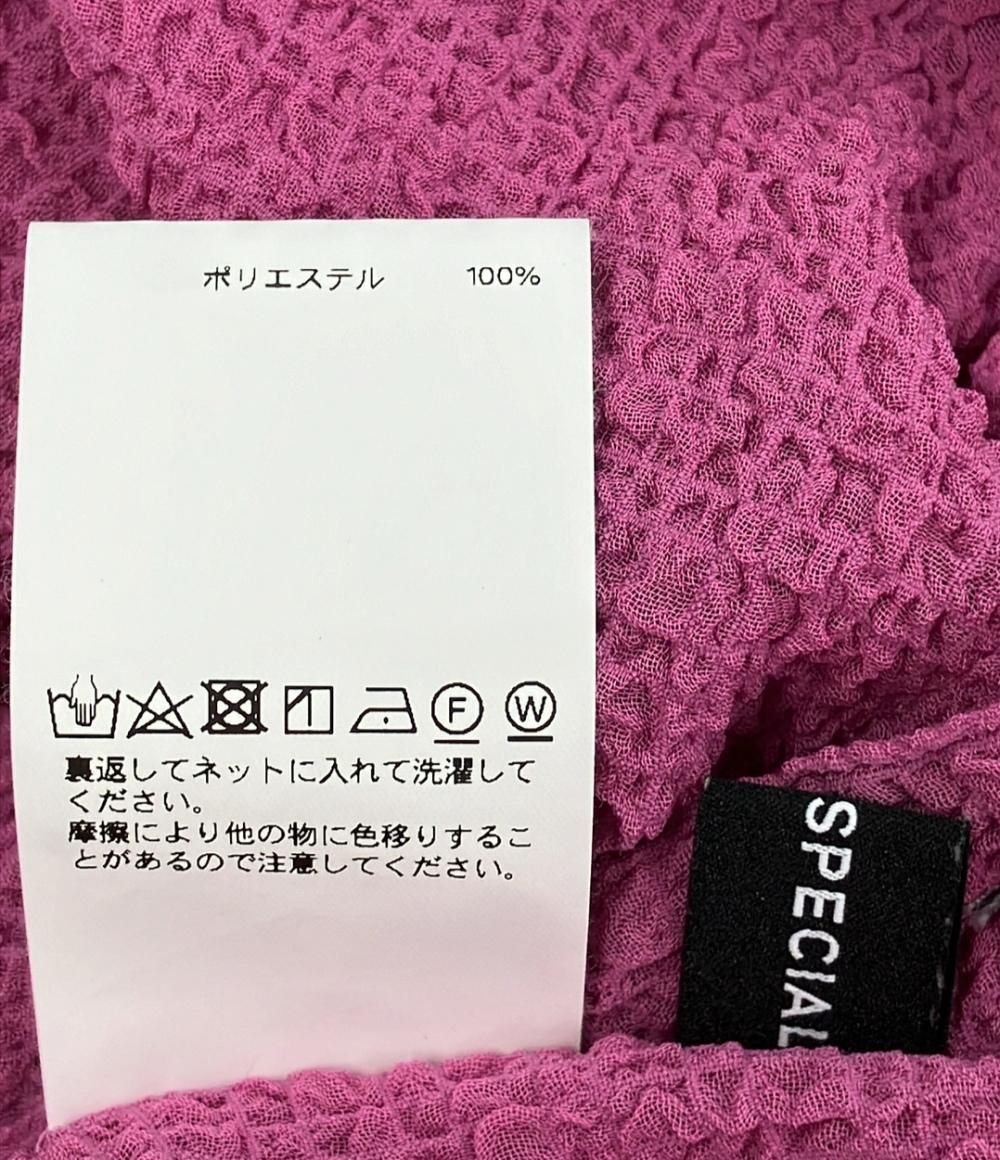 ポリエステル 100%
F W
裏返してネットに入れて洗濯して
ください。
摩擦により他の物に色移りするこ
とがあるので注意してください。
SPECIAL